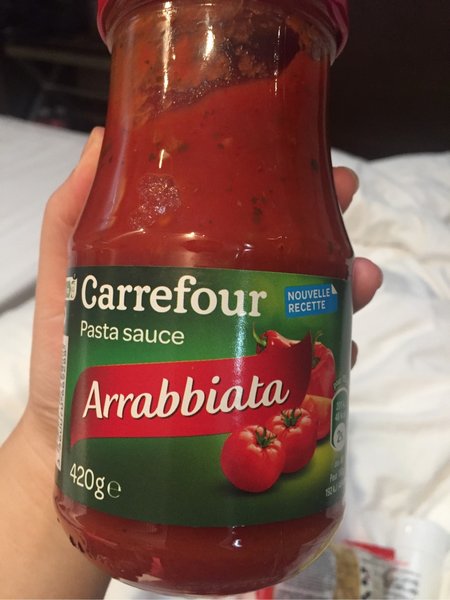 Carrefour
NOUVELLE
RECETTE
Pasta sauce
Arrabbiata
420g℮